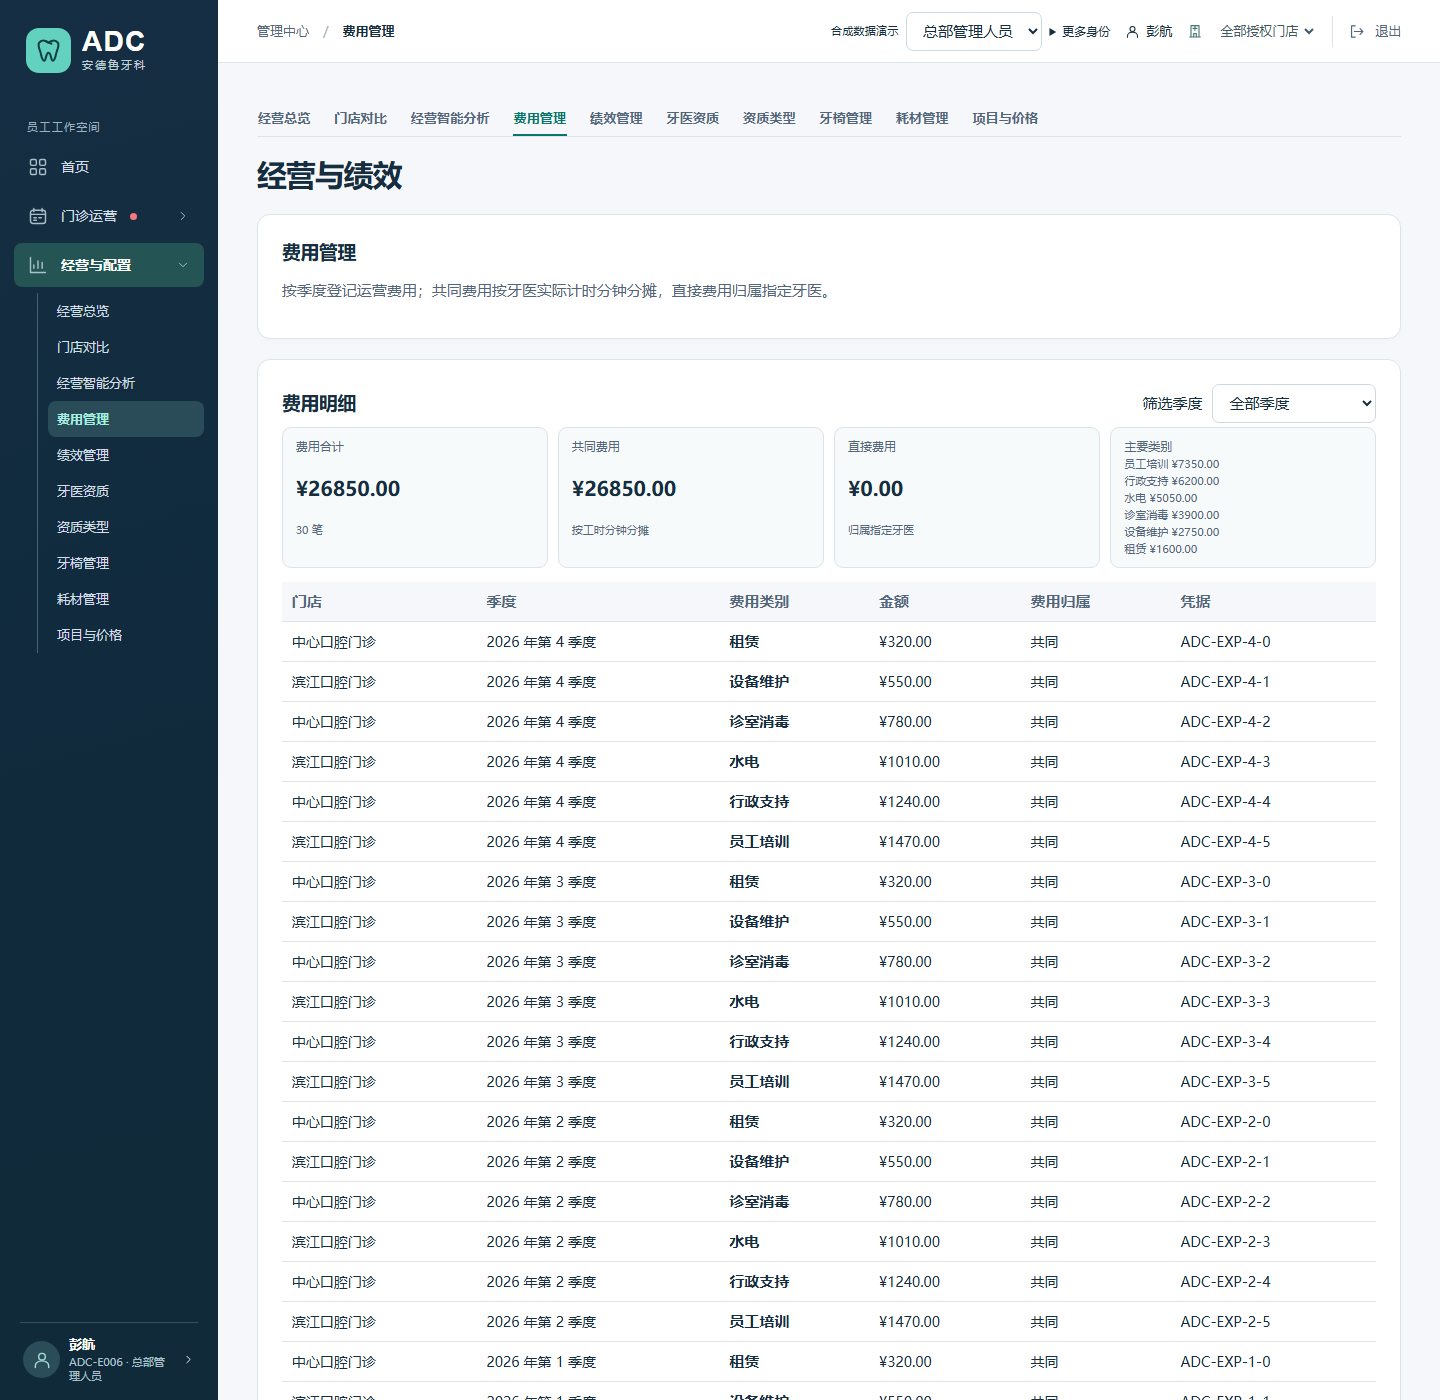 ADC
安德鲁牙科
员工工作空间
首页
门诊运营
经营与配置
经营总览
门店对比
经营智能分析
费用管理
绩效管理
牙医资质
资质类型
牙椅管理
耗材管理
项目与价格
彭航
ADC-E006 · 总部管
理人员
管理中心 / 费用管理
合成数据演示 总部管理人员 更多身份 彭航 全部授权门店 退出
经营总览 门店对比 经营智能分析 费用管理 绩效管理 牙医资质 资质类型 牙椅管理 耗材管理 项目与价格
经营与绩效
费用管理
按季度登记运营费用；共同费用按牙医实际计时分钟分摊，直接费用归属指定牙医。
费用明细
筛选季度 全部季度
费用合计
¥26850.00
30 笔
共同费用
¥26850.00
按工时分钟分摊
直接费用
¥0.00
归属指定牙医
主要类别
员工培训 ¥7350.00
行政支持 ¥6200.00
水电 ¥5050.00
诊室消毒 ¥3900.00
设备维护 ¥2750.00
租赁 ¥1600.00
门店 季度 费用类别 金额 费用归属 凭据
中心口腔门诊 2026 年第 4 季度 租赁 ¥320.00 共同 ADC-EXP-4-0
滨江口腔门诊 2026 年第 4 季度 设备维护 ¥550.00 共同 ADC-EXP-4-1
中心口腔门诊 2026 年第 4 季度 诊室消毒 ¥780.00 共同 ADC-EXP-4-2
滨江口腔门诊 2026 年第 4 季度 水电 ¥1010.00 共同 ADC-EXP-4-3
中心口腔门诊 2026 年第 4 季度 行政支持 ¥1240.00 共同 ADC-EXP-4-4
滨江口腔门诊 2026 年第 4 季度 员工培训 ¥1470.00 共同 ADC-EXP-4-5
中心口腔门诊 2026 年第 3 季度 租赁 ¥320.00 共同 ADC-EXP-3-0
滨江口腔门诊 2026 年第 3 季度 设备维护 ¥550.00 共同 ADC-EXP-3-1
中心口腔门诊 2026 年第 3 季度 诊室消毒 ¥780.00 共同 ADC-EXP-3-2
滨江口腔门诊 2026 年第 3 季度 水电 ¥1010.00 共同 ADC-EXP-3-3
中心口腔门诊 2026 年第 3 季度 行政支持 ¥1240.00 共同 ADC-EXP-3-4
滨江口腔门诊 2026 年第 3 季度 员工培训 ¥1470.00 共同 ADC-EXP-3-5
中心口腔门诊 2026 年第 2 季度 租赁 ¥320.00 共同 ADC-EXP-2-0
滨江口腔门诊 2026 年第 2 季度 设备维护 ¥550.00 共同 ADC-EXP-2-1
中心口腔门诊 2026 年第 2 季度 诊室消毒 ¥780.00 共同 ADC-EXP-2-2
滨江口腔门诊 2026 年第 2 季度 水电 ¥1010.00 共同 ADC-EXP-2-3
中心口腔门诊 2026 年第 2 季度 行政支持 ¥1240.00 共同 ADC-EXP-2-4
滨江口腔门诊 2026 年第 2 季度 员工培训 ¥1470.00 共同 ADC-EXP-2-5
中心口腔门诊 2026 年第 1 季度 租赁 ¥320.00 共同 ADC-EXP-1-0